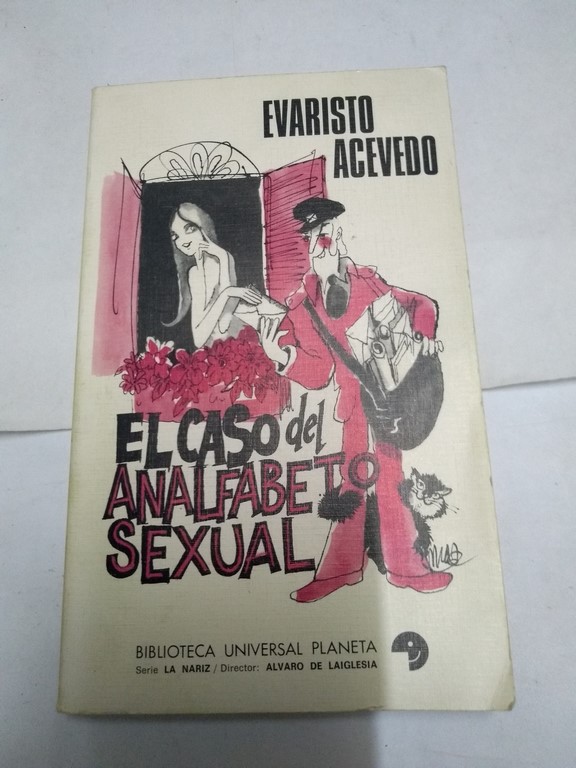 EVARISTO
ACEVEDO
EL CASO del
ANALFABETO
SEXUAL
BIBLIOTECA UNIVERSAL PLANETA
Serie LA NARIZ / Director: ALVARO DE LAIGLESIA